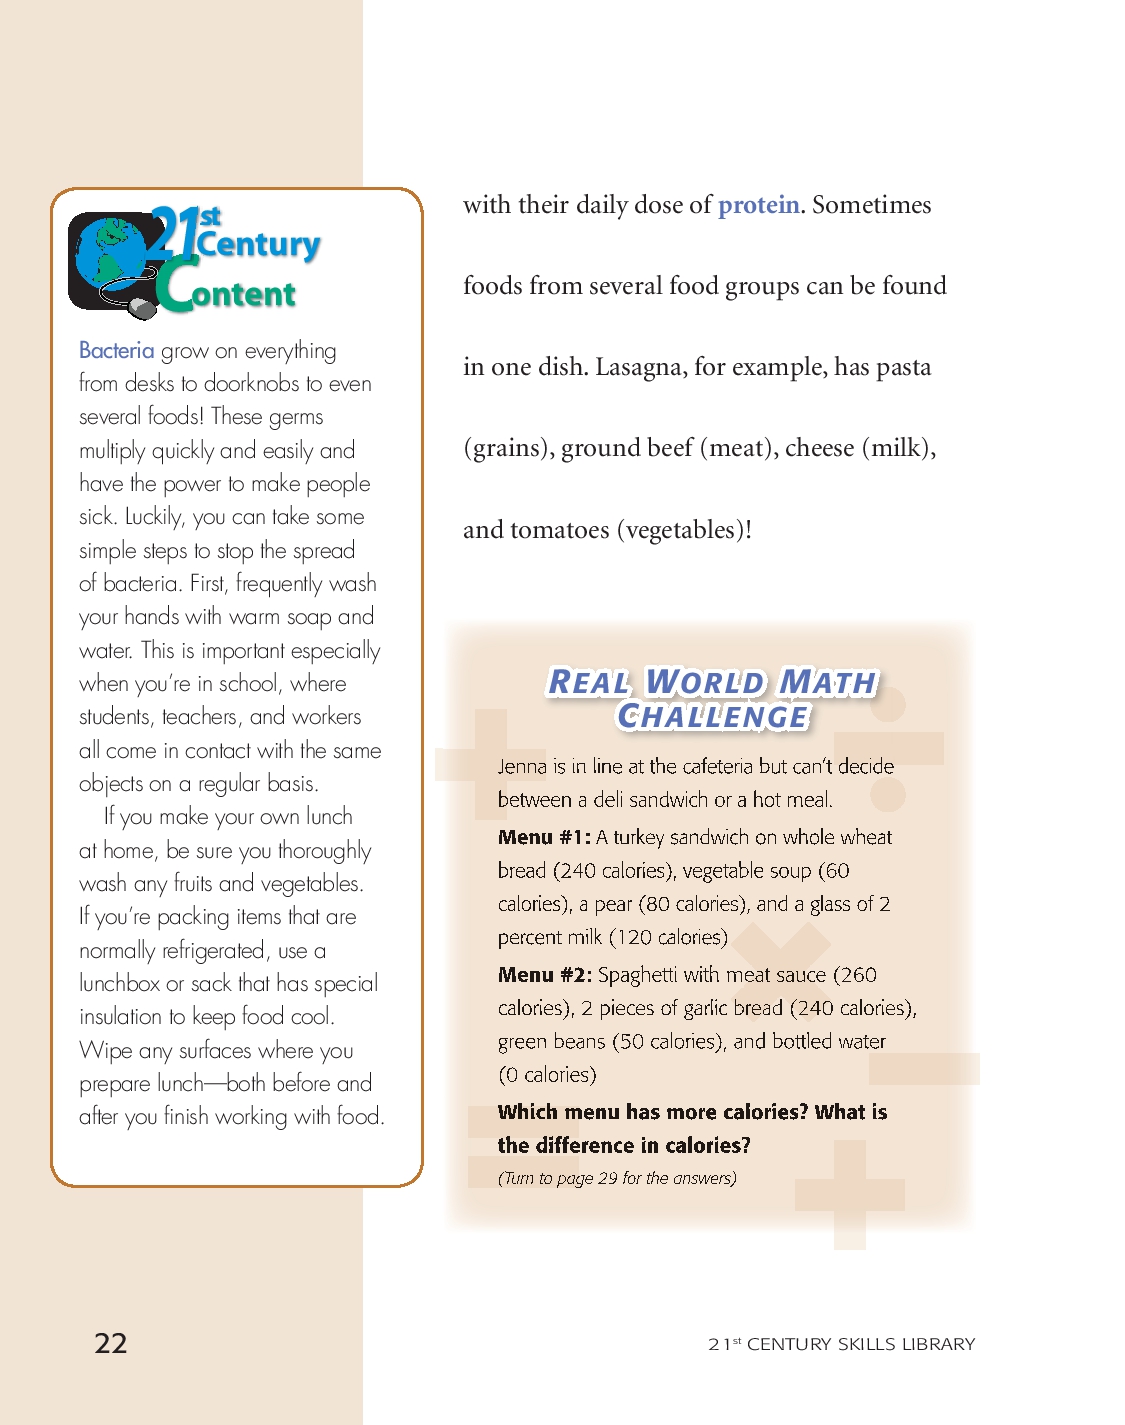 21st
Century
Content
Bacteria grow on everything
from desks to doorknobs to even
several foods! These germs
multiply quickly and easily and
have the power to make people
sick. Luckily, you can take some
simple steps to stop the spread
of bacteria. First, frequently wash
your hands with warm soap and
water. This is important especially
when you’re in school, where
students, teachers, and workers
all come in contact with the same
objects on a regular basis.
If you make your own lunch
at home, be sure you thoroughly
wash any fruits and vegetables.
If you’re packing items that are
normally refrigerated, use a
lunchbox or sack that has special
insulation to keep food cool.
Wipe any surfaces where you
prepare lunch—both before and
after you finish working with food.
with their daily dose of protein. Sometimes
foods from several food groups can be found
in one dish. Lasagna, for example, has pasta
(grains), ground beef (meat), cheese (milk),
and tomatoes (vegetables)!
REAL WORLD MATH
CHALLENGE
Jenna is in line at the cafeteria but can’t decide
between a deli sandwich or a hot meal.
Menu #1: A turkey sandwich on whole wheat
bread (240 calories), vegetable soup (60
calories), a pear (80 calories), and a glass of 2
percent milk (120 calories)
Menu #2: Spaghetti with meat sauce (260
calories), 2 pieces of garlic bread (240 calories),
green beans (50 calories), and bottled water
(0 calories)
Which menu has more calories? What is
the difference in calories?
(Turn to page 29 for the answers)
22
21st CENTURY SKILLS LIBRARY